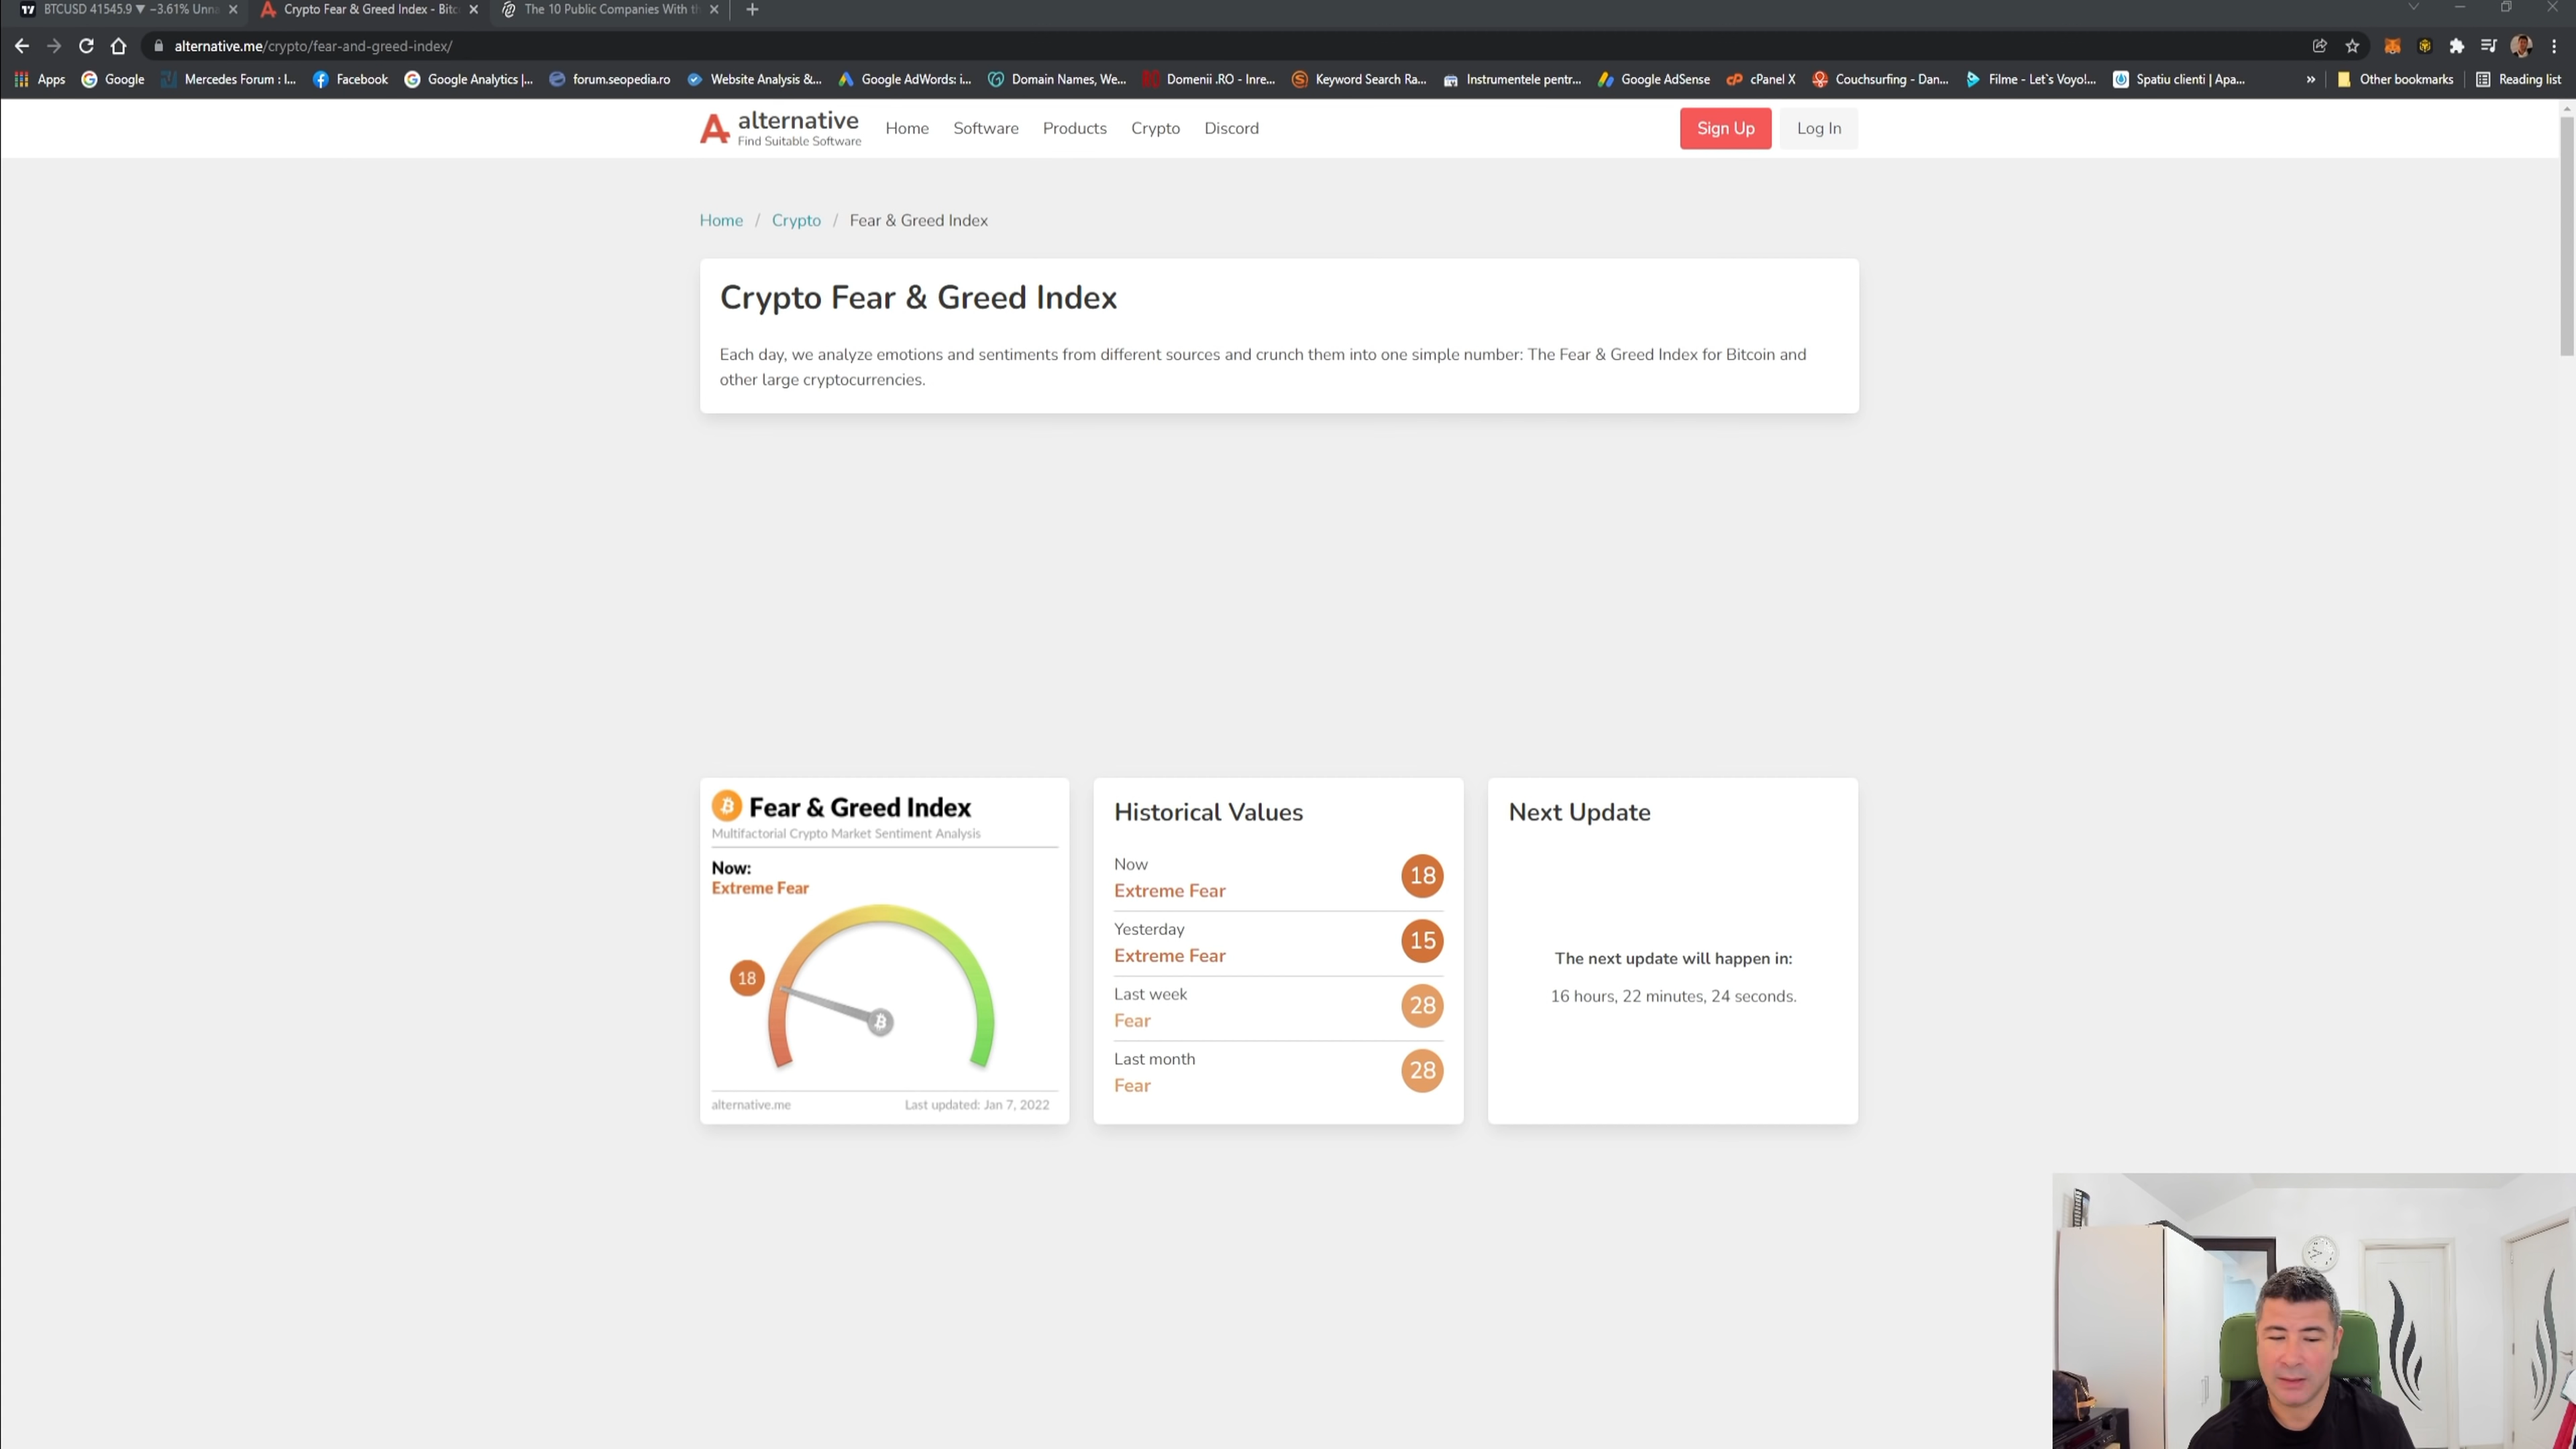 BTCUSD 41545.9 ▼ −3.61% Unna
Crypto Fear & Greed Index - Bitc
The 10 Public Companies With th
alternative.me/crypto/fear-and-greed-index/
Apps
Google
Mercedes Forum : I...
Facebook
Google Analytics |...
forum.seopedia.ro
Website Analysis &...
Google AdWords: i...
Domain Names, We...
Domenii .RO - Inre...
Keyword Search Ra...
Instrumentele pentr...
Google AdSense
cPanel X
Couchsurfing - Dan...
Filme - Let`s Voyo!...
Spatiu clienti | Apa...
»
Other bookmarks
Reading list
alternative
Find Suitable Software
Home
Software
Products
Crypto
Discord
Sign Up
Log In
Home / Crypto / Fear & Greed Index
Crypto Fear & Greed Index
Each day, we analyze emotions and sentiments from different sources and crunch them into one simple number: The Fear & Greed Index for Bitcoin and
other large cryptocurrencies.
Fear & Greed Index
Multifactorial Crypto Market Sentiment Analysis
Now:
Extreme Fear
18
alternative.me
Last updated: Jan 7, 2022
Historical Values
Now
Extreme Fear
18
Yesterday
Extreme Fear
15
Last week
Fear
28
Last month
Fear
28
Next Update
The next update will happen in:
16 hours, 22 minutes, 24 seconds.